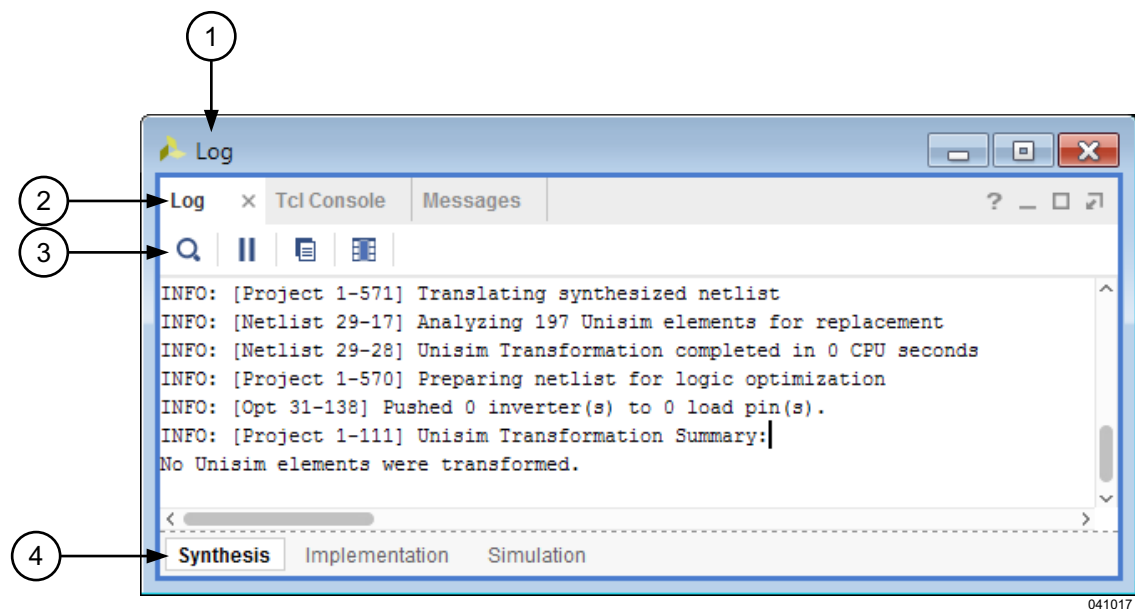 1
Log
2
Log Tcl Console Messages
3
INFO: [Project 1-571] Translating synthesized netlist
INFO: [Netlist 29-17] Analyzing 197 Unisim elements for replacement
INFO: [Netlist 29-28] Unisim Transformation completed in 0 CPU seconds
INFO: [Project 1-570] Preparing netlist for logic optimization
INFO: [Opt 31-138] Pushed 0 inverter(s) to 0 load pin(s).
INFO: [Project 1-111] Unisim Transformation Summary:
No Unisim elements were transformed.
4
Synthesis Implementation Simulation
041017